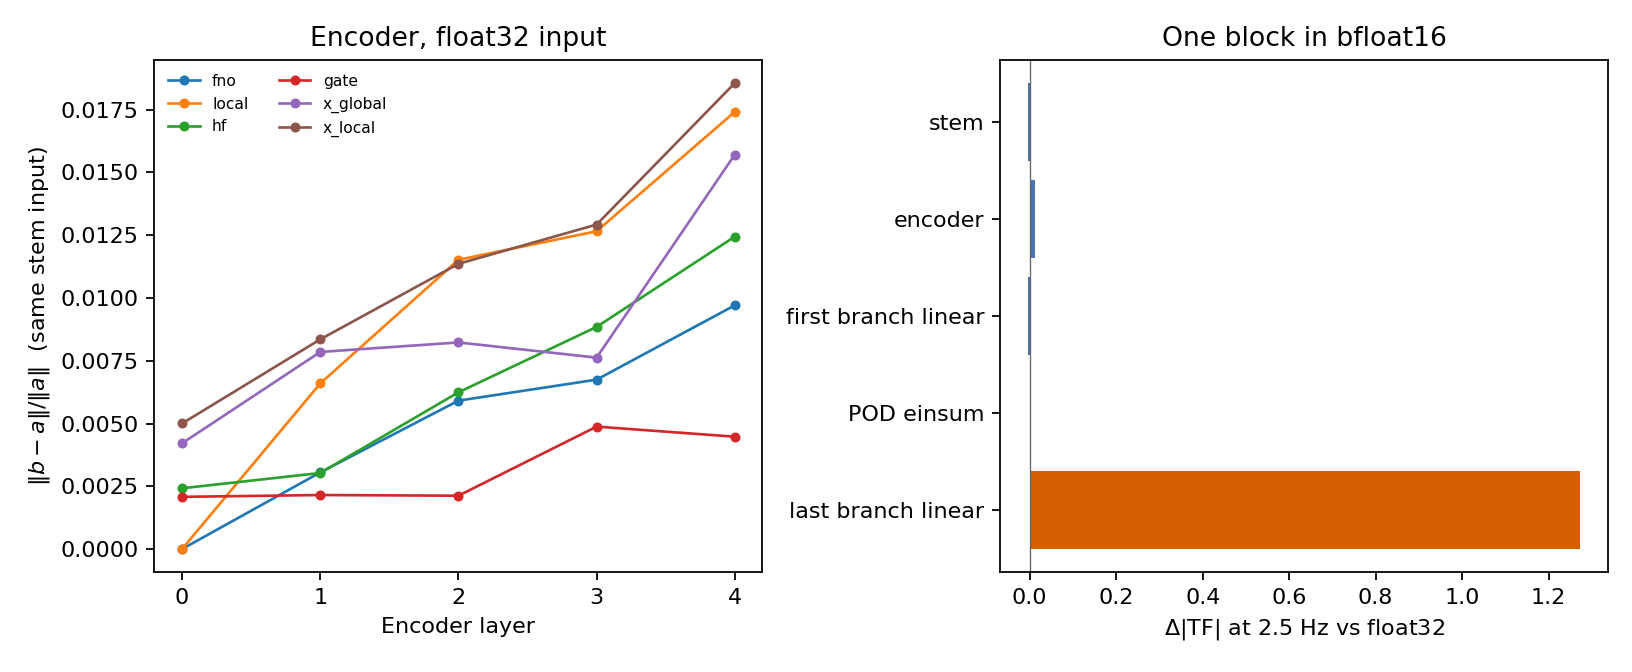 Encoder, float32 input
fno
local
hf
gate
x_global
x_local
‖b − a‖/‖a‖ (same stem input)
0.0175
0.0150
0.0125
0.0100
0.0075
0.0050
0.0025
0.0000
0 1 2 3 4
Encoder layer
One block in bfloat16
stem
encoder
first branch linear
POD einsum
last branch linear
0.0 0.2 0.4 0.6 0.8 1.0 1.2
Δ|TF| at 2.5 Hz vs float32